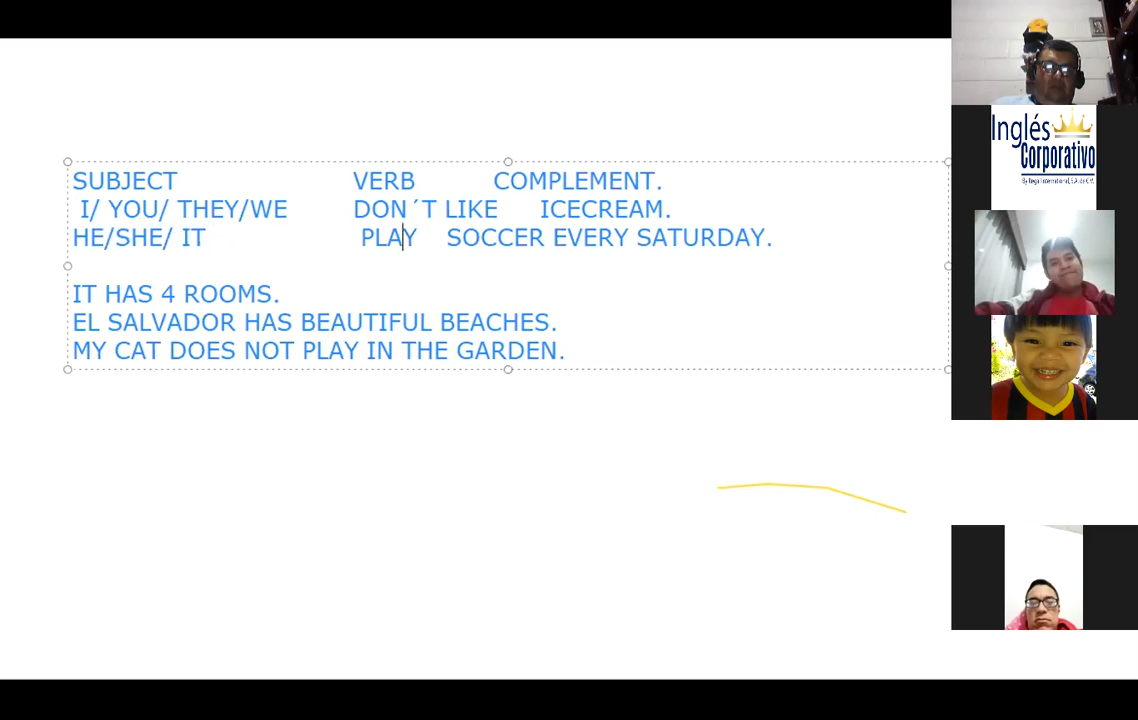 SUBJECT VERB COMPLEMENT.
I/ YOU/ THEY/WE DON´T LIKE ICECREAM.
HE/SHE/ IT PLAY SOCCER EVERY SATURDAY.
IT HAS 4 ROOMS.
EL SALVADOR HAS BEAUTIFUL BEACHES.
MY CAT DOES NOT PLAY IN THE GARDEN.
Inglés
Corporativo